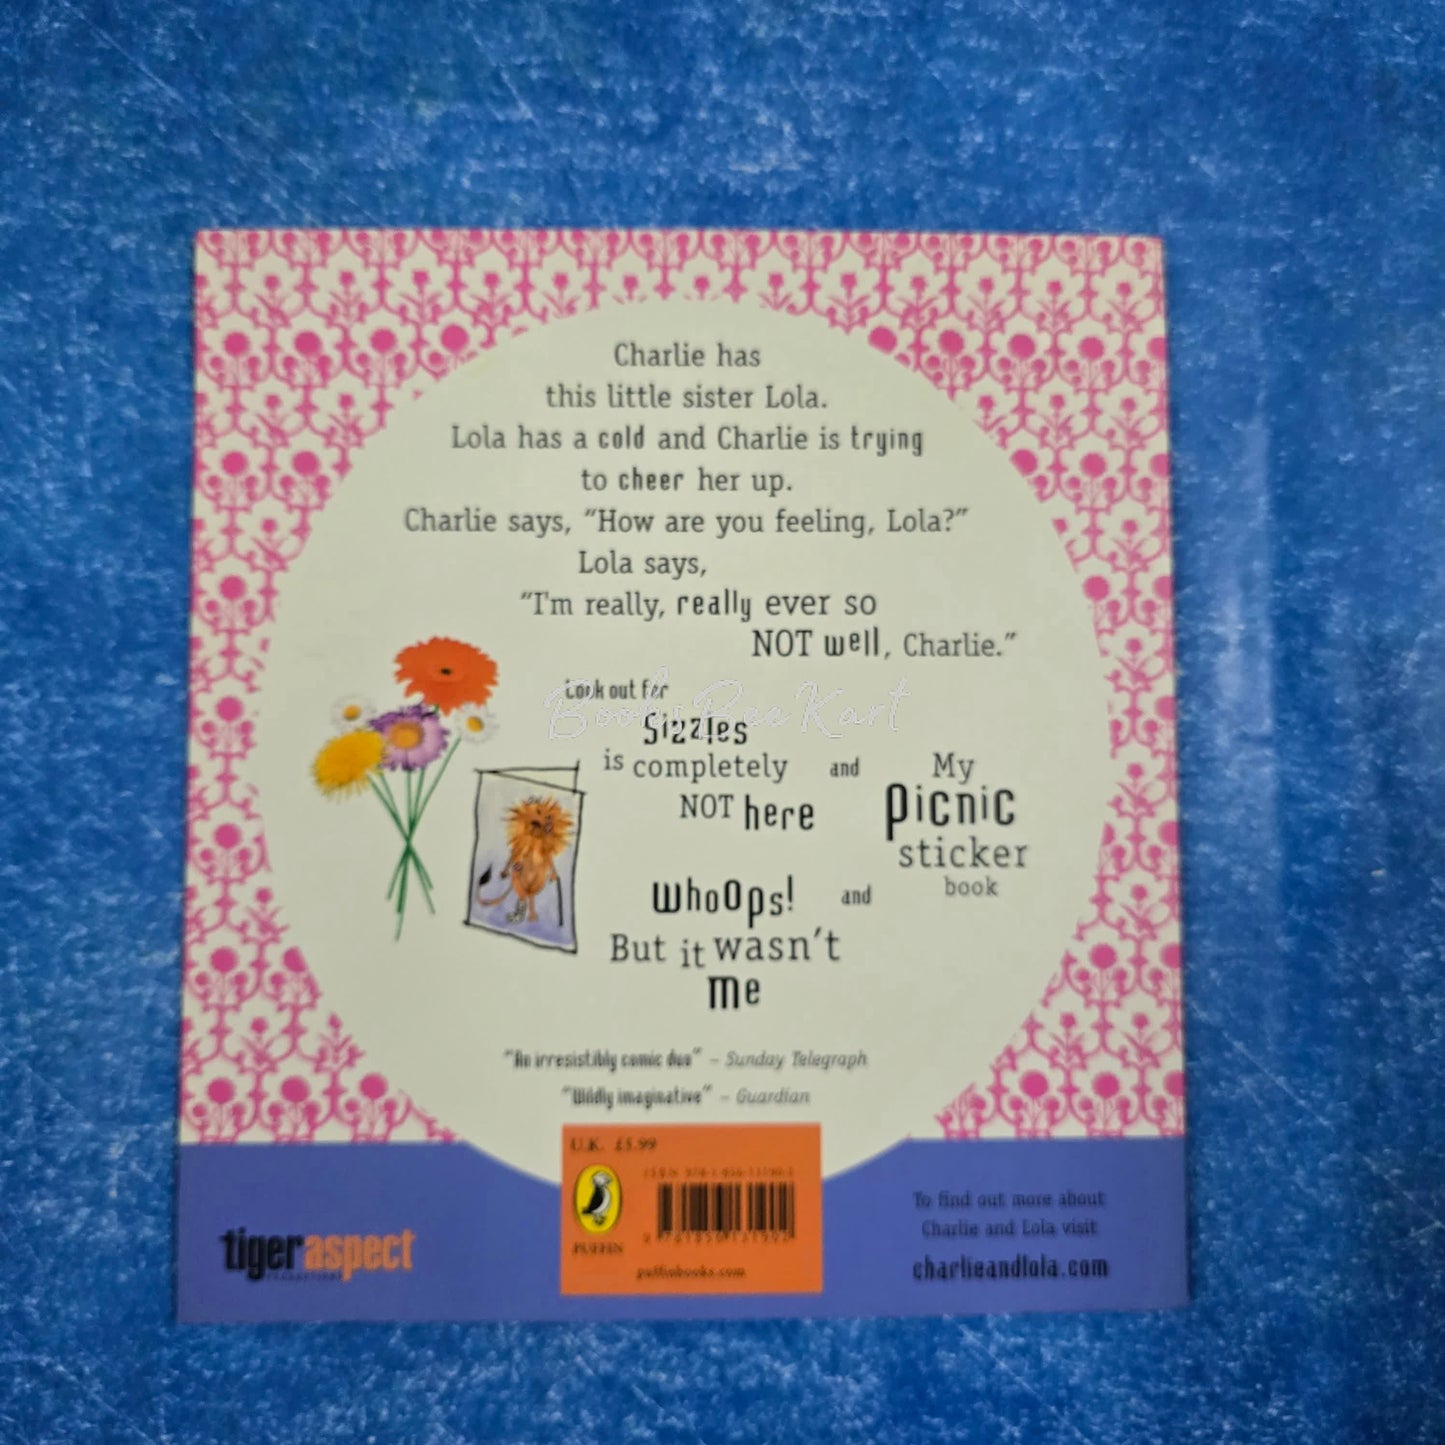 Charlie has
this little sister Lola.
Lola has a cold and Charlie is trying
to cheer her up.
Charlie says, “How are you feeling, Lola?”
Lola says,
“I'm really, really ever so
NOT well, Charlie.”
Look out for
Sizzles
is completely
NOT here
and
My
Picnic
sticker
book
whoOps!
and
But it wasn't
me
“An irresistibly comic duo” – Sunday Telegraph
“Wildly imaginative” – Guardian
U.K. £5.99
ISBN
PUFFIN
puffinbooks.com
tigeraspect
PRODUCTIONS
To find out more about
Charlie and Lola visit
charlieandlola.com
BooksBeeKart